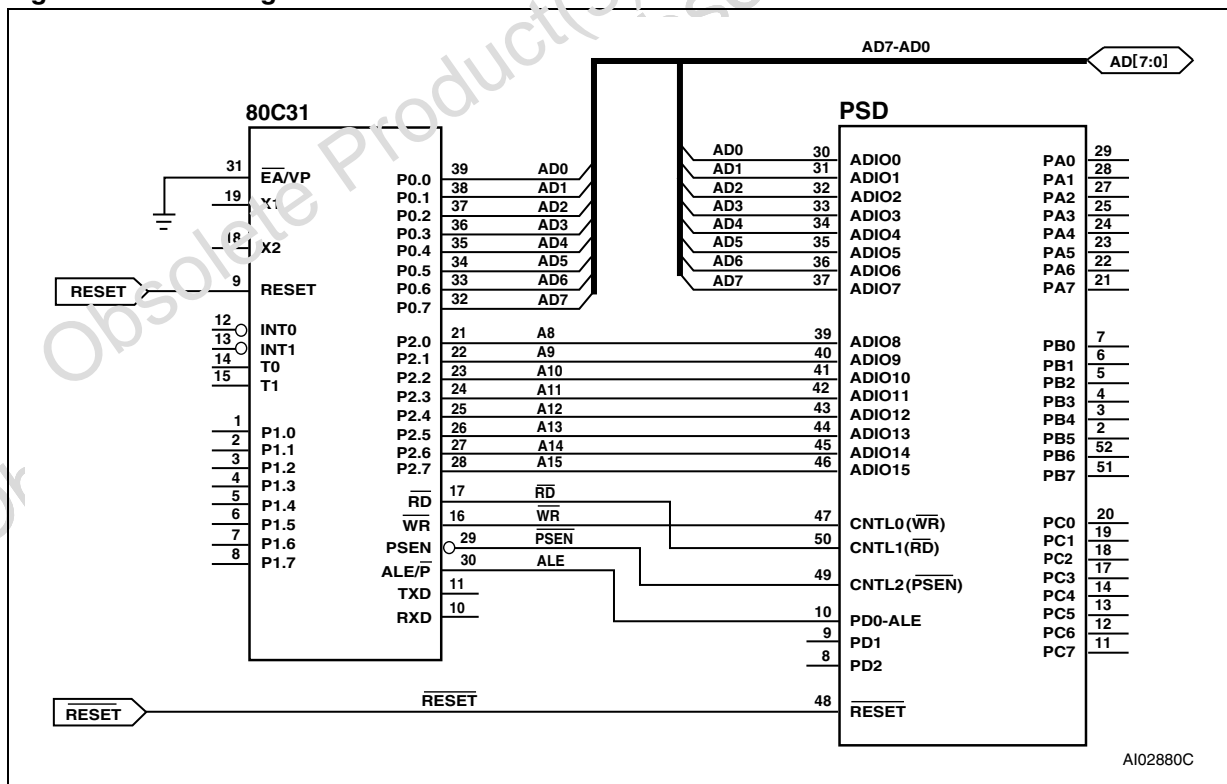 AD7-AD0
AD[7:0]
80C31
PSD
31 EA/VP
19 X1
18 X2
RESET 9 RESET
12 INT0
13 INT1
14 T0
15 T1
1 P1.0
2 P1.1
3 P1.2
4 P1.3
5 P1.4
6 P1.5
7 P1.6
8 P1.7
P0.0 39 AD0
P0.1 38 AD1
P0.2 37 AD2
P0.3 36 AD3
P0.4 35 AD4
P0.5 34 AD5
P0.6 33 AD6
P0.7 32 AD7
P2.0 21 A8
P2.1 22 A9
P2.2 23 A10
P2.3 24 A11
P2.4 25 A12
P2.5 26 A13
P2.6 27 A14
P2.7 28 A15
RD 17 RD
WR 16 WR
PSEN 29 PSEN
ALE/P 30 ALE
TXD 11
RXD 10
AD0 30 ADIO0
AD1 31 ADIO1
AD2 32 ADIO2
AD3 33 ADIO3
AD4 34 ADIO4
AD5 35 ADIO5
AD6 36 ADIO6
AD7 37 ADIO7
39 ADIO8
40 ADIO9
41 ADIO10
42 ADIO11
43 ADIO12
44 ADIO13
45 ADIO14
46 ADIO15
47 CNTL0(WR)
50 CNTL1(RD)
49 CNTL2(PSEN)
10 PD0-ALE
9 PD1
8 PD2
48 RESET
PA0 29
PA1 28
PA2 27
PA3 25
PA4 24
PA5 23
PA6 22
PA7 21
PB0 7
PB1 6
PB2 5
PB3 4
PB4 3
PB5 2
PB6 52
PB7 51
PC0 20
PC1 19
PC2 18
PC3 17
PC4 14
PC5 13
PC6 12
PC7 11
RESET
RESET
AI02880C
Obsolete Product(s)